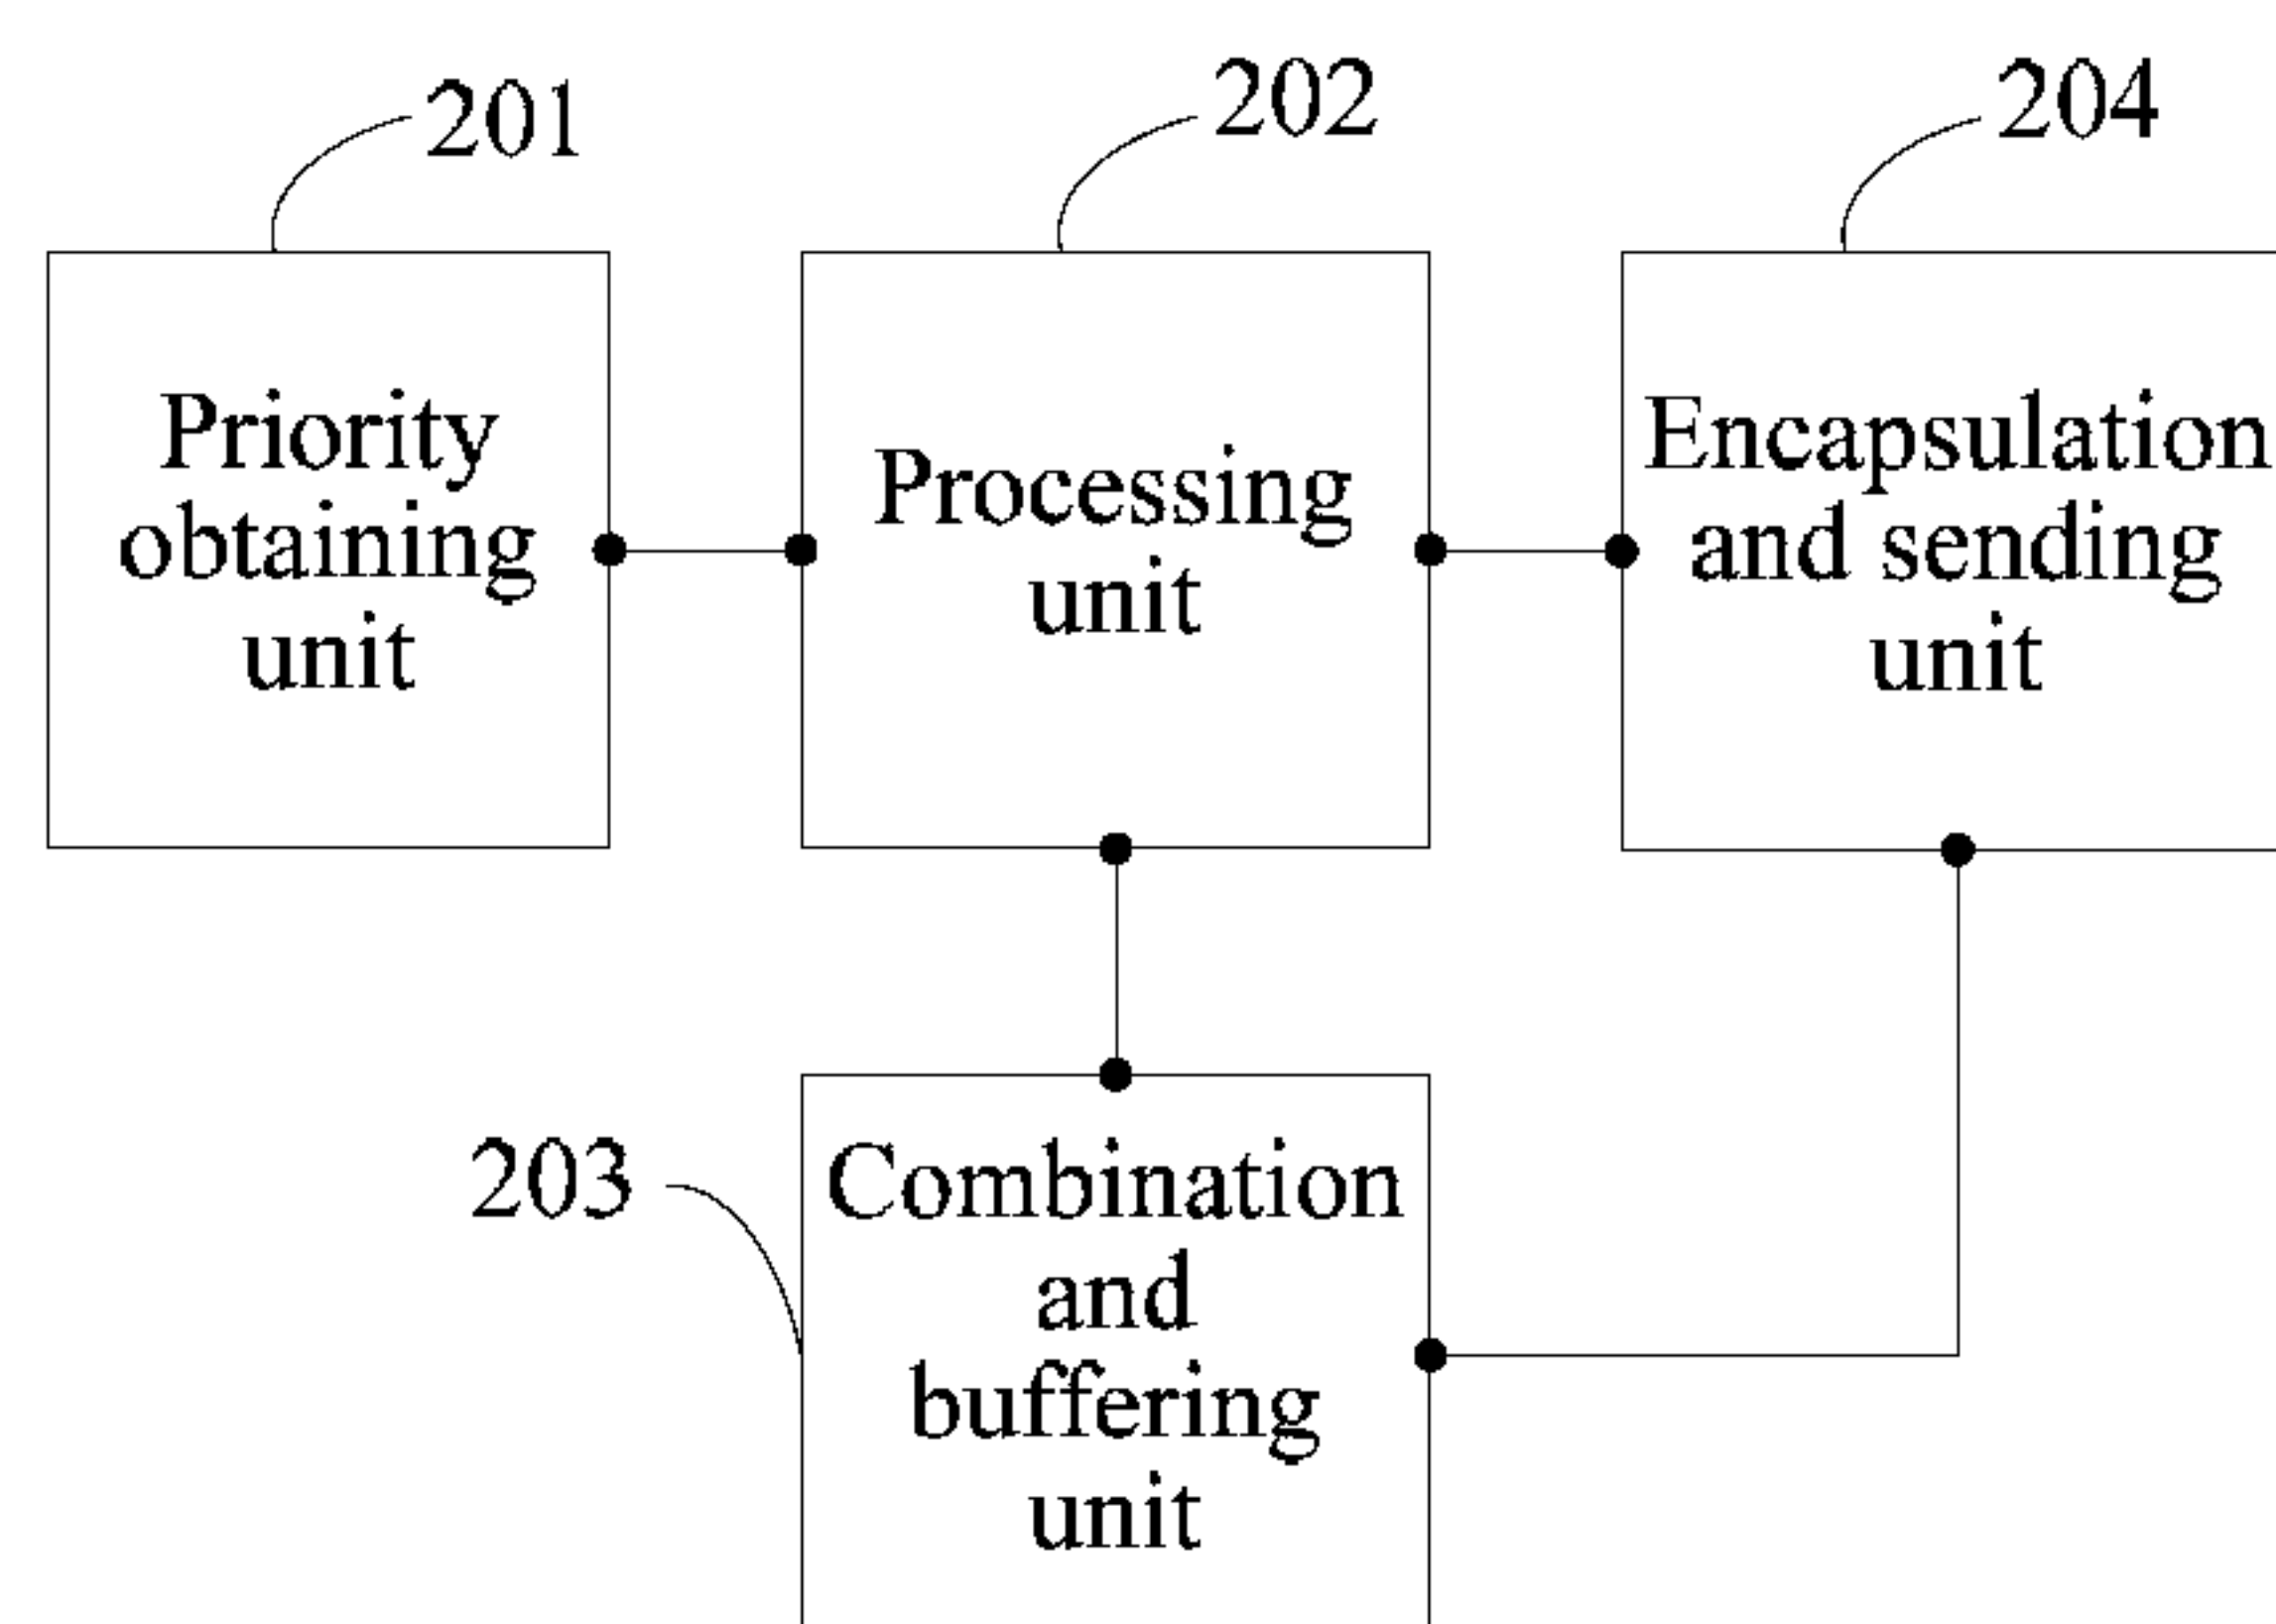 201
202
204
Priority
obtaining
unit
Processing
unit
Encapsulation
and sending
unit
203
Combination
and
buffering
unit